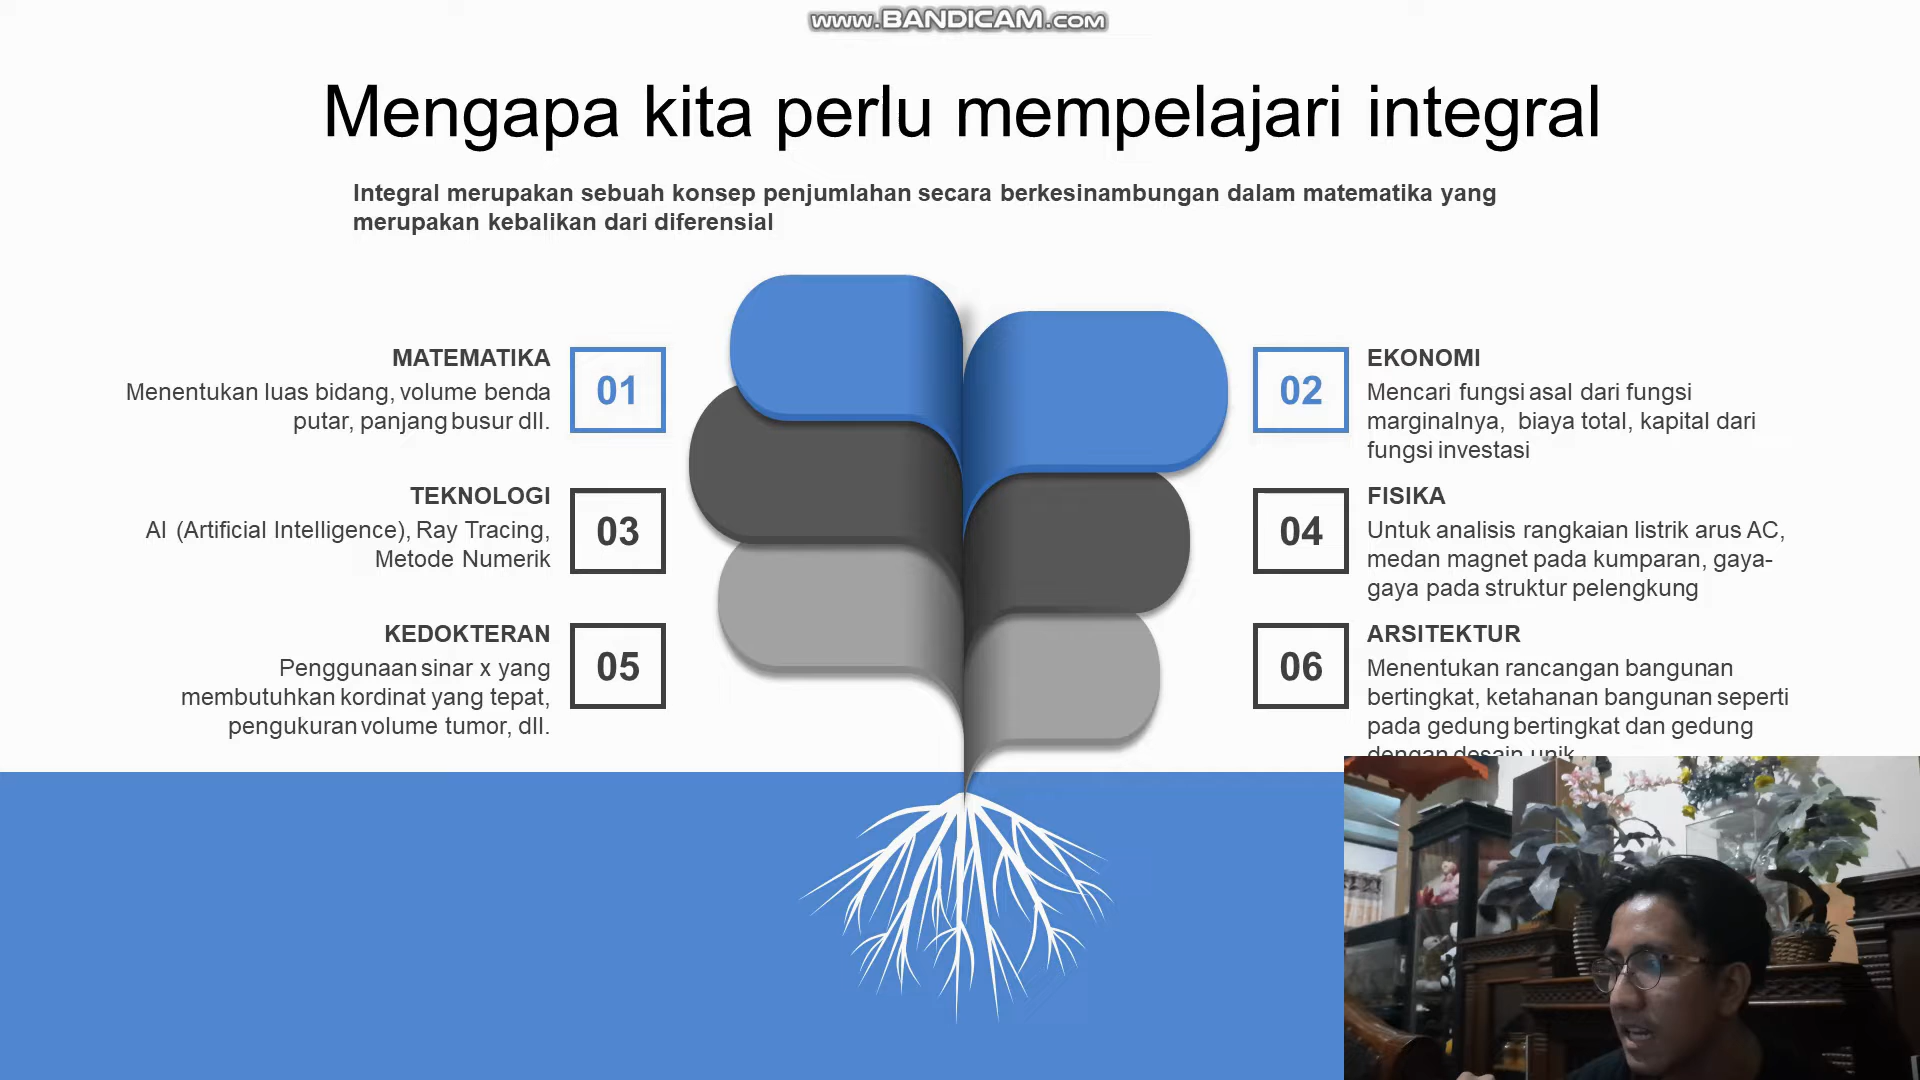 www.BANDICAM.com
Mengapa kita perlu mempelajari integral
Integral merupakan sebuah konsep penjumlahan secara berkesinambungan dalam matematika yang
merupakan kebalikan dari diferensial
MATEMATIKA
Menentukan luas bidang, volume benda
putar, panjang busur dll.
01
02
EKONOMI
Mencari fungsi asal dari fungsi
marginalnya, biaya total, kapital dari
fungsi investasi
TEKNOLOGI
AI (Artificial Intelligence), Ray Tracing,
Metode Numerik
03
04
FISIKA
Untuk analisis rangkaian listrik arus AC,
medan magnet pada kumparan, gaya-
gaya pada struktur pelengkung
KEDOKTERAN
Penggunaan sinar x yang
membutuhkan kordinat yang tepat,
pengukuran volume tumor, dll.
05
06
ARSITEKTUR
Menentukan rancangan bangunan
bertingkat, ketahanan bangunan seperti
pada gedung bertingkat dan gedung
dengan desain unik